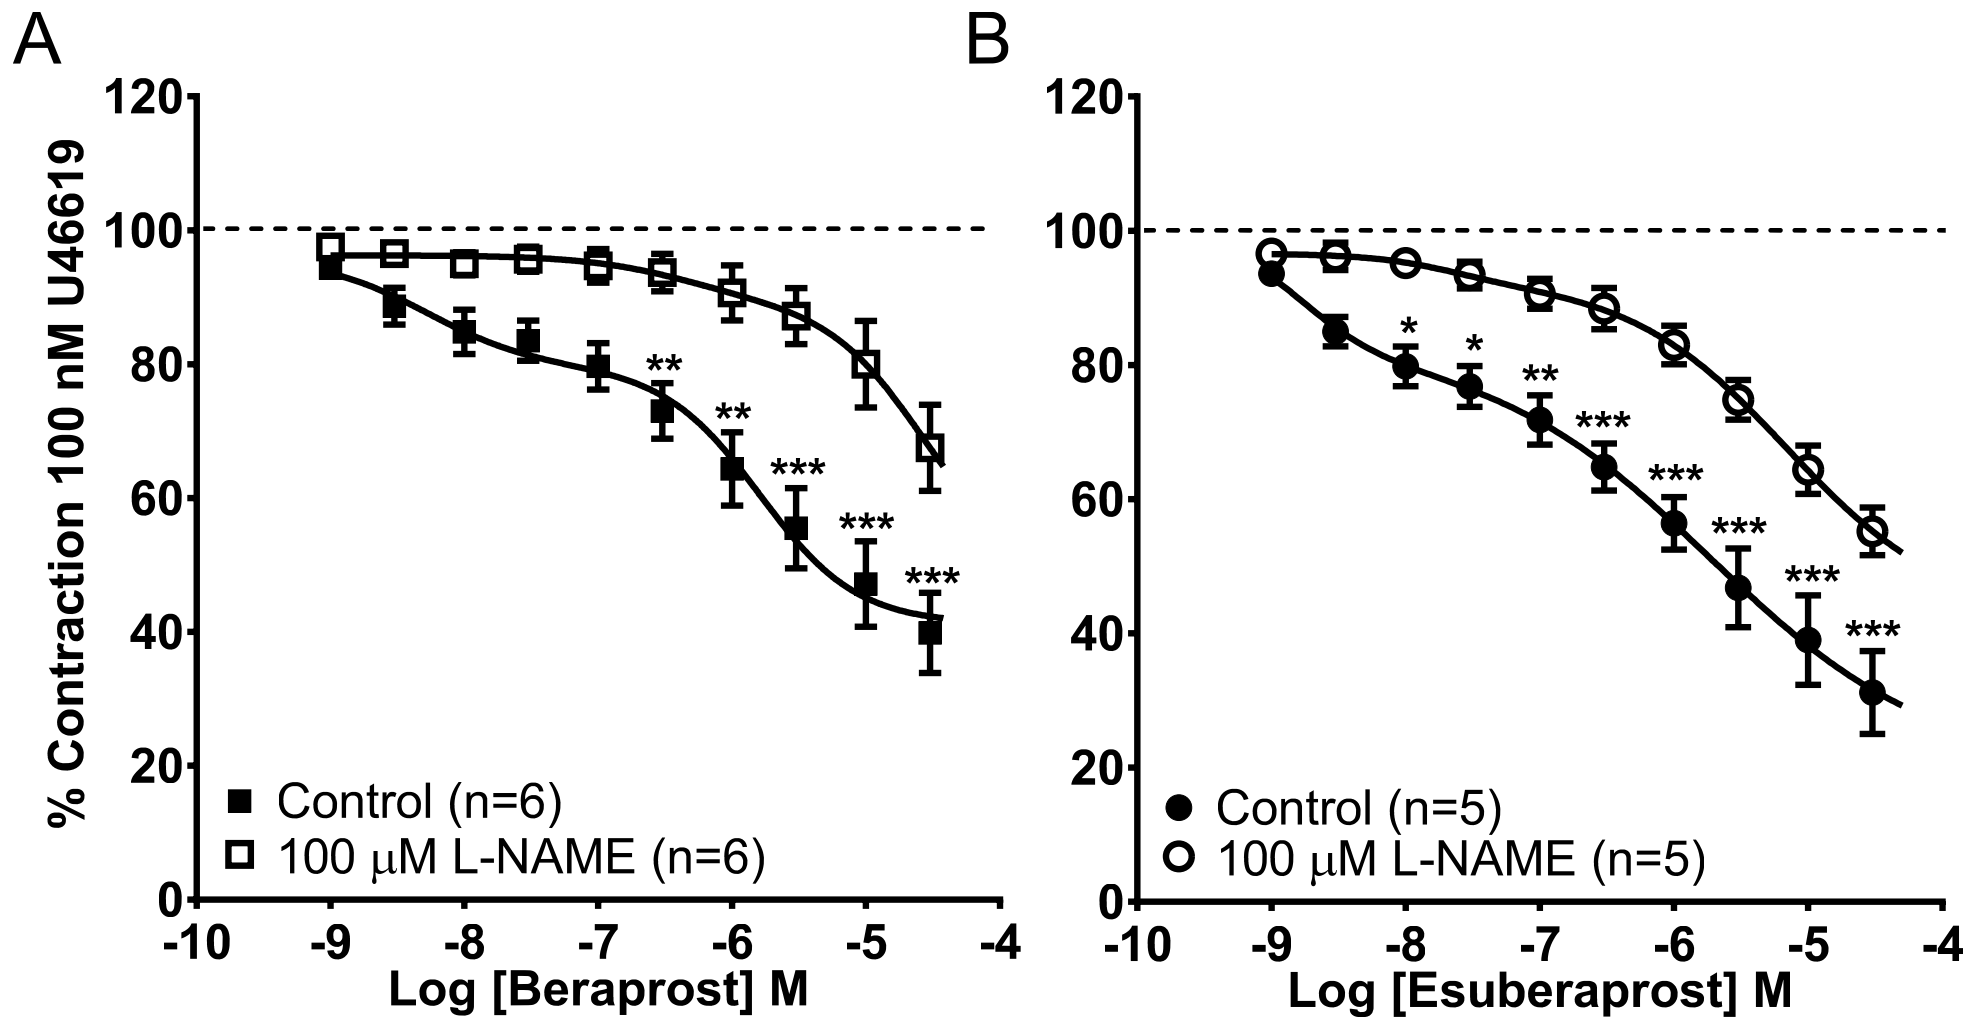 A
B
% Contraction 100 nM U46619
120
100
80
60
40
20
0
**
**
***
***
***
Control (n=6)
100 μM L-NAME (n=6)
-10 -9 -8 -7 -6 -5 -4
Log [Beraprost] M
120
100
80
60
40
20
0
*
*
**
***
***
***
***
***
Control (n=5)
100 μM L-NAME (n=5)
-10 -9 -8 -7 -6 -5 -4
Log [Esuberaprost] M